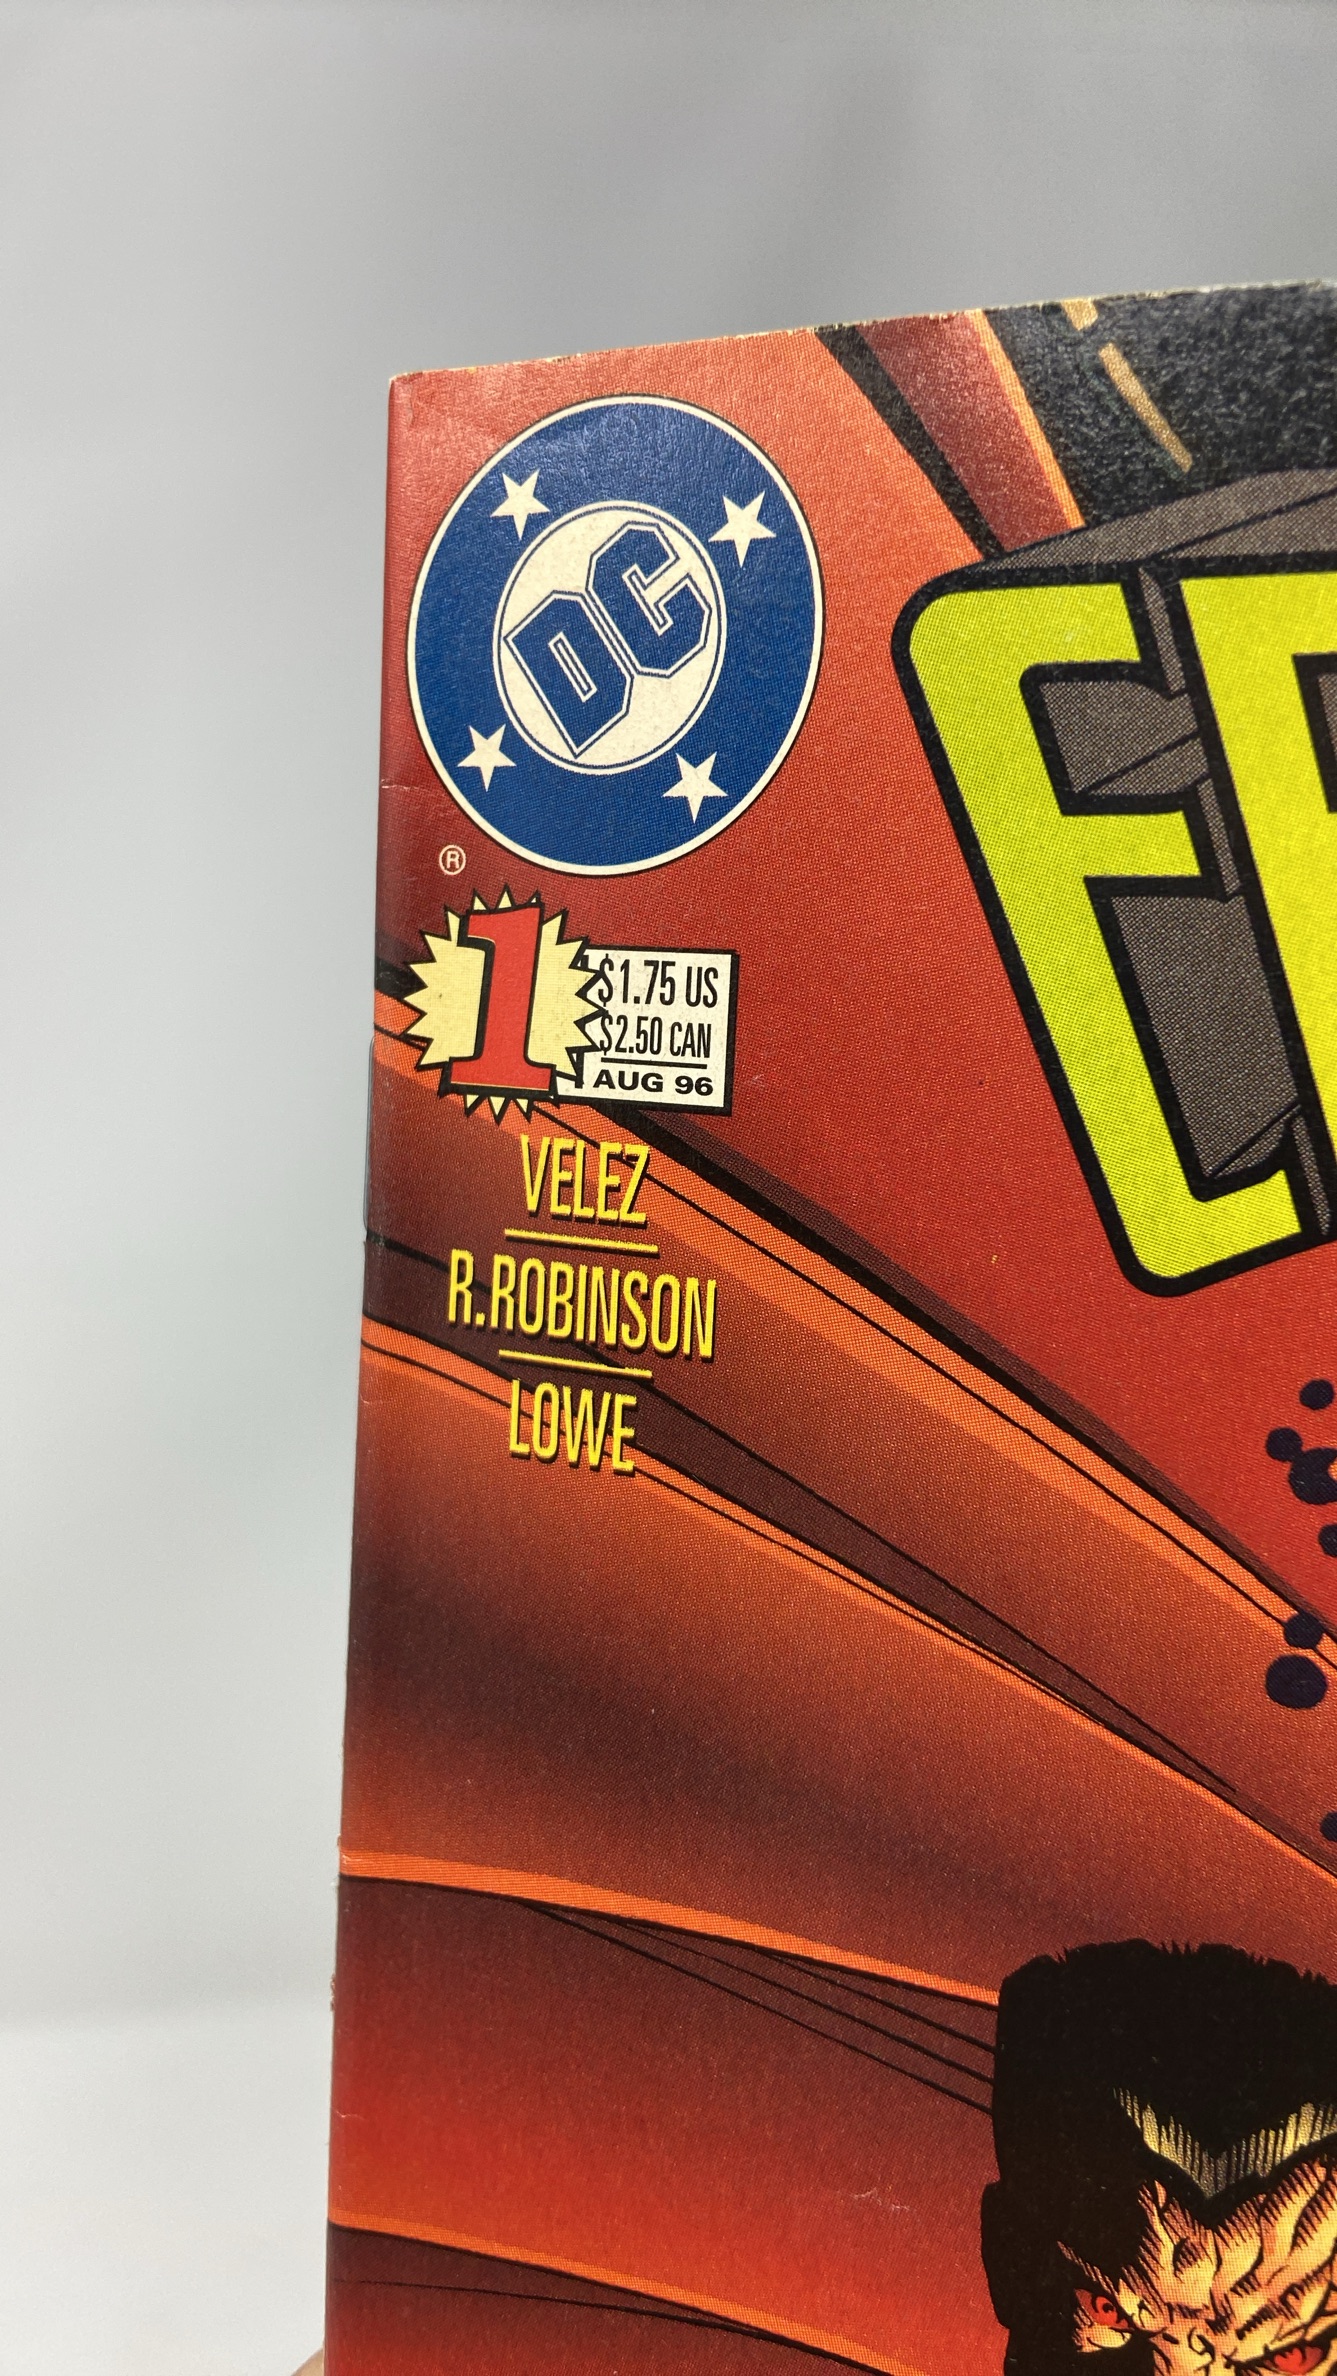 DC
®
1
$1.75 US
$2.50 CAN
AUG 96
VELEZ
R.ROBINSON
LOWE
E